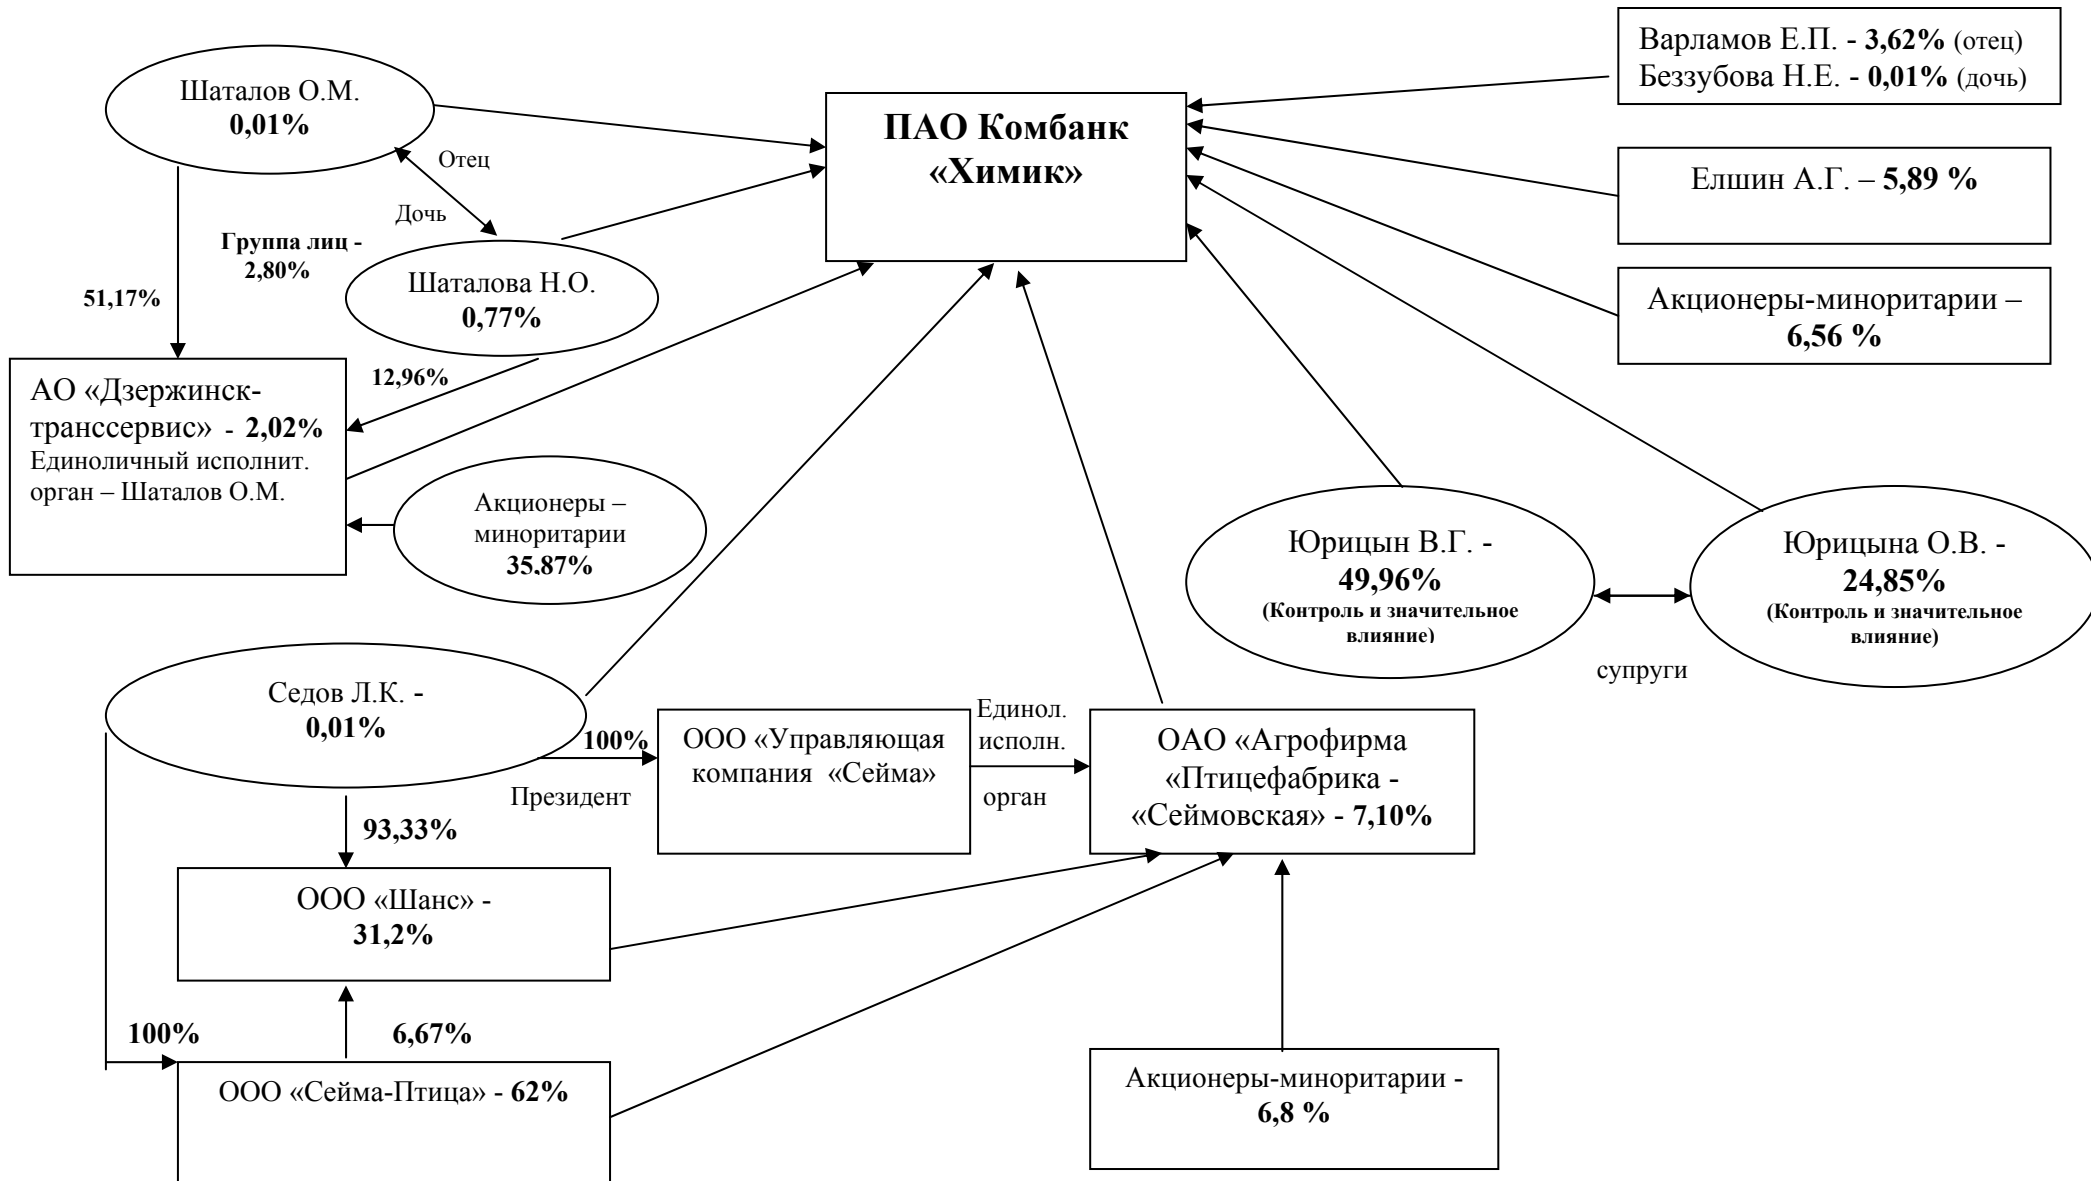 Варламов Е.П. - 3,62% (отец)
Беззубова Н.Е. - 0,01% (дочь)
Шаталов О.М.
0,01%
ПАО Комбанк
«Химик»
Отец
Дочь
Елшин А.Г. – 5,89 %
Группа лиц -
2,80%
Шаталова Н.О.
0,77%
51,17%
Акционеры-миноритарии –
6,56 %
12,96%
АО «Дзержинск-
транссервис» - 2,02%
Единоличный исполнит.
орган – Шаталов О.М.
Акционеры –
миноритарии
35,87%
Юрицын В.Г. -
49,96%
(Контроль и значительное
влияние)
Юрицына О.В. -
24,85%
(Контроль и значительное
влияние)
супруги
Седов Л.К. -
0,01%
100%
Президент
ООО «Управляющая
компания «Сейма»
Единол.
исполн.
орган
ОАО «Агрофирма
«Птицефабрика -
«Сеймовская» - 7,10%
93,33%
ООО «Шанс» -
31,2%
100%
6,67%
ООО «Сейма-Птица» - 62%
Акционеры-миноритарии -
6,8 %